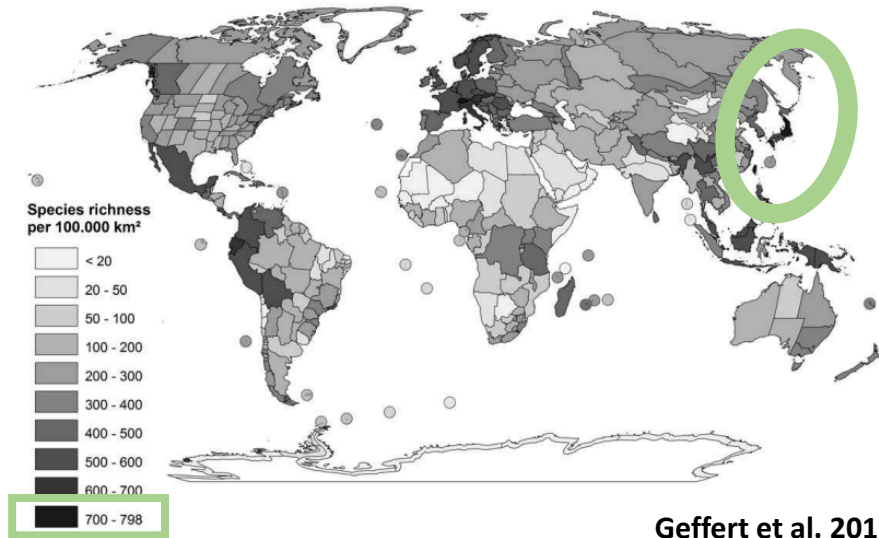 Species richness
per 100.000 km²
< 20
20 - 50
50 - 100
100 - 200
200 - 300
300 - 400
400 - 500
500 - 600
600 - 700
700 - 798
Geffert et al. 201